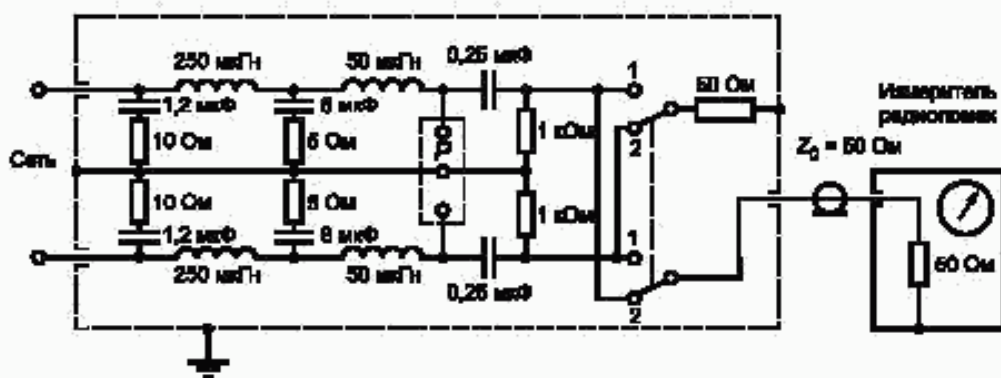 250 мкГн
50 мкГн
0,25 мкФ
1
50 Ом
Измеритель
радиопомех
1,2 мкФ
8 мкФ
10 Ом
5 Ом
1 кОм
2
Z₀ = 50 Ом
Сеть
P
10 Ом
5 Ом
1 кОм
1,2 мкФ
8 мкФ
1
50 Ом
250 мкГн
50 мкГн
0,25 мкФ
2